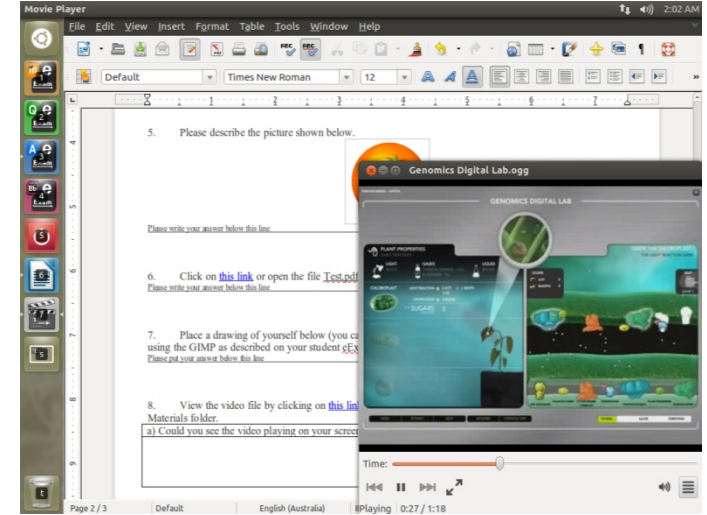 Movie Player
2:02 AM
File Edit View Insert Format Table Tools Window Help
Default
Times New Roman
12
5. Please describe the picture shown below.
Please write your answer below this line
6. Click on this link or open the file Test.pdf
Please write your answer below this line
7. Place a drawing of yourself below (you ca
using the GIMP as described on your student eEx
Please put your answer below this line
8. View the video file by clicking on this lin
Materials folder.
a) Could you see the video playing on your screen
Page 2 / 3 Default English (Australia)
Genomics Digital Lab.ogg
GENOMICS DIGITAL LAB
PLANT PROPERTIES
LIGHT
GASES
LIQUID
SUGARS
Time:
Playing 0:27 / 1:18